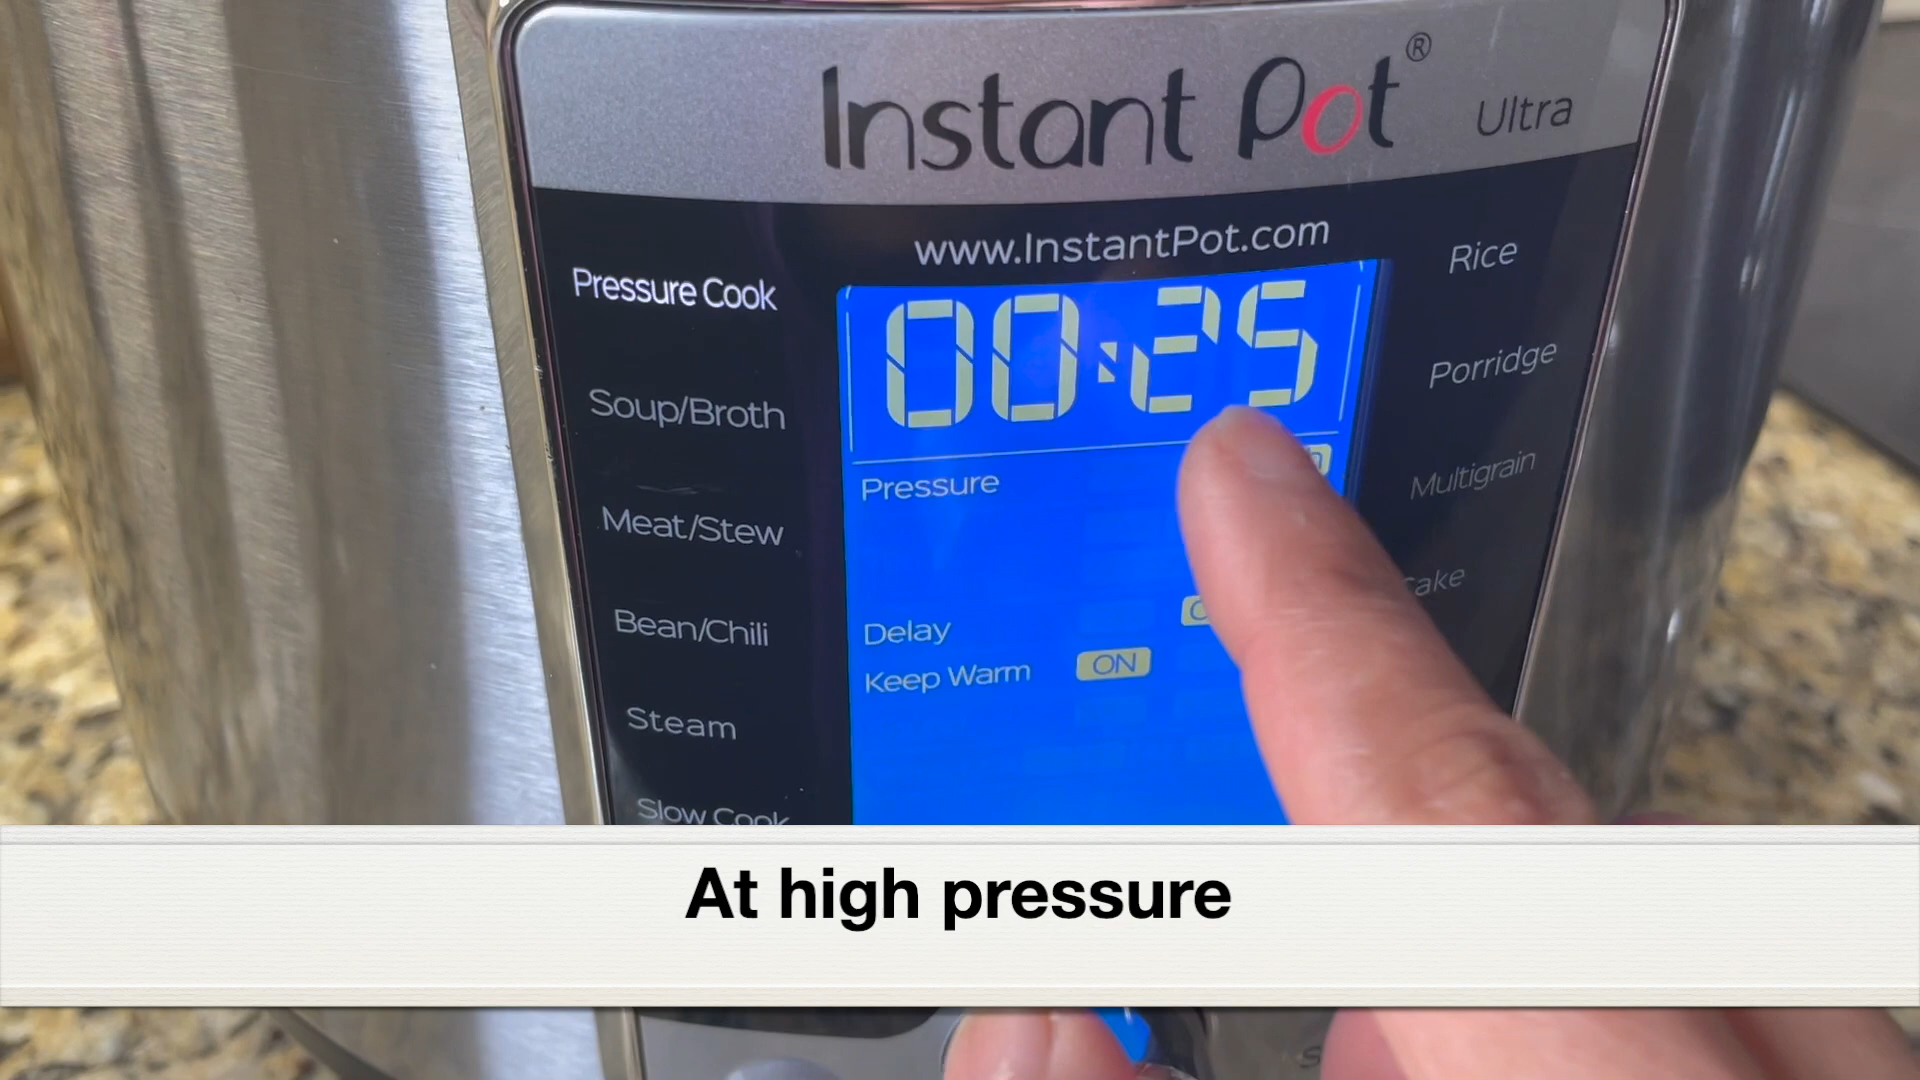 Instant Pot® Ultra
www.InstantPot.com
Pressure Cook
Soup/Broth
Meat/Stew
Bean/Chili
Steam
Slow Cook
00:25
Pressure
Delay
Keep Warm ON
Rice
Porridge
Multigrain
At high pressure